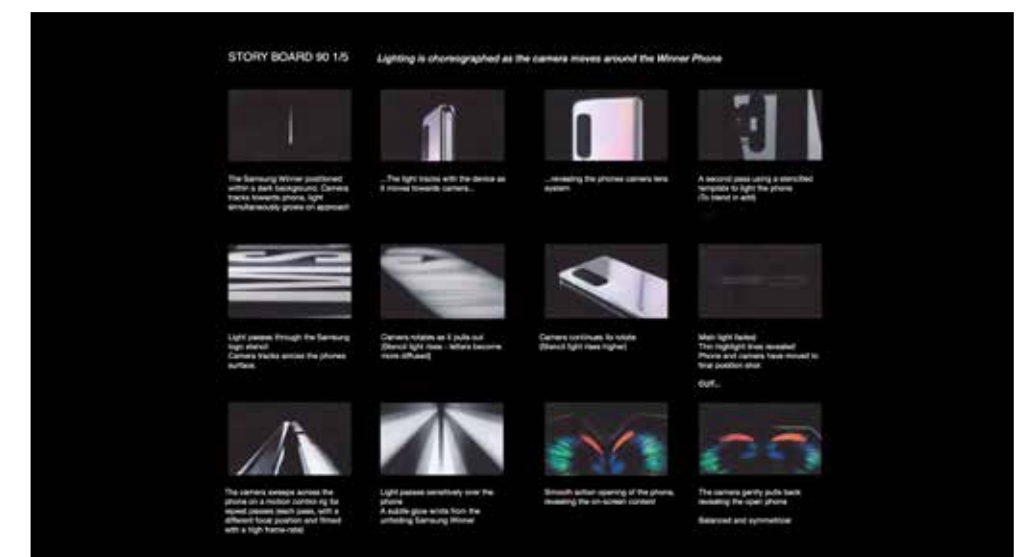 STORY BOARD 90 1/5
Lighting is choreographed as the camera moves around the Winner Phone
The Samsung Winner positioned
within a dark background. Camera
tracks towards phone, light
simultaneously grows on approach
...The light tracks with the device as
it moves towards camera...
...revealing the phones camera lens
system
A second pass using a stencilled
template to light the phone
(To blend in edit)
Light passes through the Samsung
logo stencil
Camera tracks across the phones
surface.
Camera rotates as it pulls out
(Stencil light rises - letters become
more diffused)
Camera continues to rotate
(Stencil light rises higher)
Main light faded
Thin highlight lines revealed
Phone and camera have moved to
final position shot
The camera sweeps across the
phone on a motion control rig for
repeat passes (each pass, with a
different focal position and filmed
with a high frame-rate)
Light passes sensitively over the
phone
A subtle glow emits from the
unfolding Samsung Winner
Smooth action opening of the phone,
revealing the on-screen content
The camera gently pulls back
revealing the open phone
Balanced and symmetrical